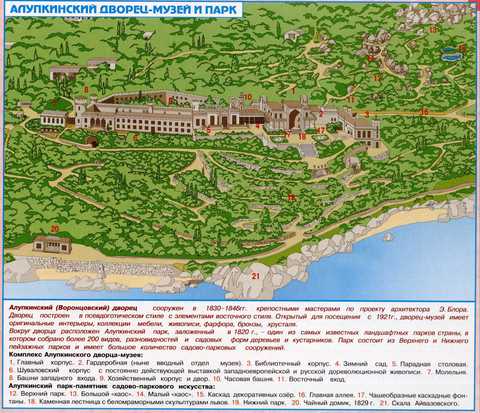 АЛУПКИНСКИЙ ДВОРЕЦ-МУЗЕЙ И ПАРК
20
21
Алупкинский (Воронцовский) дворец сооружен в 1830-1848гг. крепостными мастерами по проекту архитектора Э.Блора.
Дворец построен в псевдоготическом стиле с элементами восточного стиля. Открытый для посещения с 1921г., дворец-музей имеет
оригинальные интерьеры, коллекции мебели, живописи, фарфора, бронзы, хрусталя.
Вокруг дворца расположен Алупкинский парк, заложенный в 1820 г., - один из самых известных ландшафтных парков страны, в
котором собрано более 200 видов, разновидностей и садовых форм деревьев и кустарников. Парк состоит из Верхнего и Нижнего
пейзажных парков и имеет большое количество садово-парковых сооружений.
Комплекс Алупкинского дворца-музея:
1. Главный корпус. 2. Гардеробная (ныне вводный отдел музея). 3. Библиотечный корпус. 4. Зимний сад. 5. Парадная столовая.
6. Шуваловский корпус с постоянно действующей выставкой западноевропейской и русской дореволюционной живописи. 7. Мозельня.
8. Башни западного входа. 9. Хозяйственный корпус и двор. 10. Часовая башня. 11. Восточный вход.
Алупкинский парк-памятник садово-паркового искусства:
12. Верхний парк. 13. Большой «хаос». 14. Малый «хаос». 15. Каскад декоративных озёр. 16. Главная аллея. 17. Чашеобразные каскадные фон-
таны. 18. Каменная лестница с беломраморными скульптурами львов. 19. Нижний парк. 20. Чайный домик, 1829 г. 21. Скала Айвазовского.